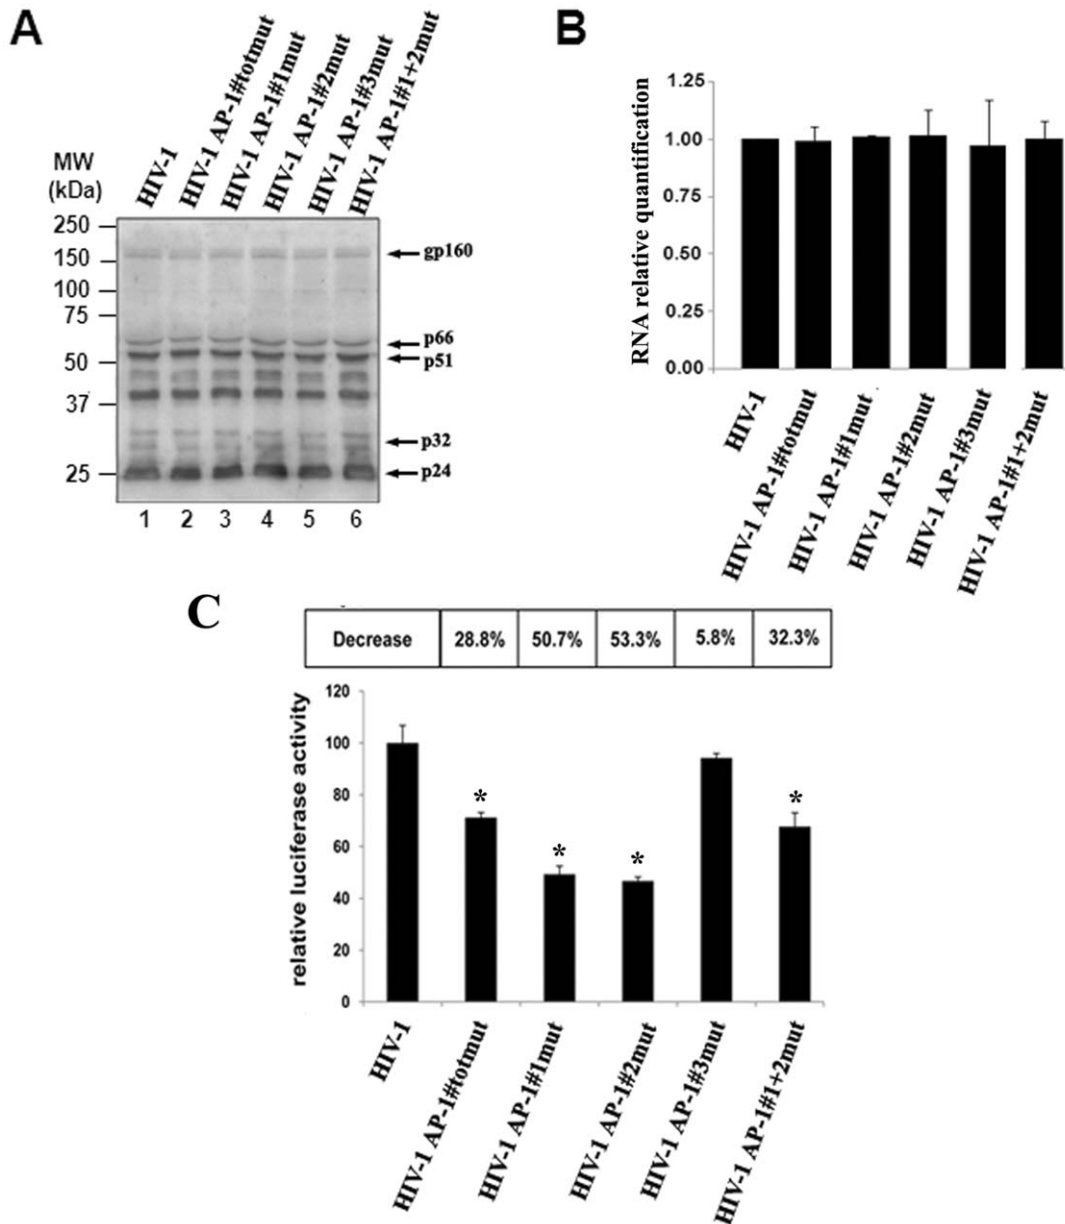 A
HIV-1
HIV-1 AP-1#totmut
HIV-1 AP-1#1mut
HIV-1 AP-1#2mut
HIV-1 AP-1#3mut
HIV-1 AP-1#1+2mut
MW
(kDa)
250
150
100
75
50
37
25
gp160
p66
p51
p32
p24
1 2 3 4 5 6
B
RNA relative quantification
1.25
1.00
0.75
0.50
0.25
0.00
HIV-1
HIV-1 AP-1#totmut
HIV-1 AP-1#1mut
HIV-1 AP-1#2mut
HIV-1 AP-1#3mut
HIV-1 AP-1#1+2mut
C
Decrease 28.8% 50.7% 53.3% 5.8% 32.3%
relative luciferase activity
120
100
80
60
40
20
0
* * * *
HIV-1
HIV-1 AP-1#totmut
HIV-1 AP-1#1mut
HIV-1 AP-1#2mut
HIV-1 AP-1#3mut
HIV-1 AP-1#1+2mut